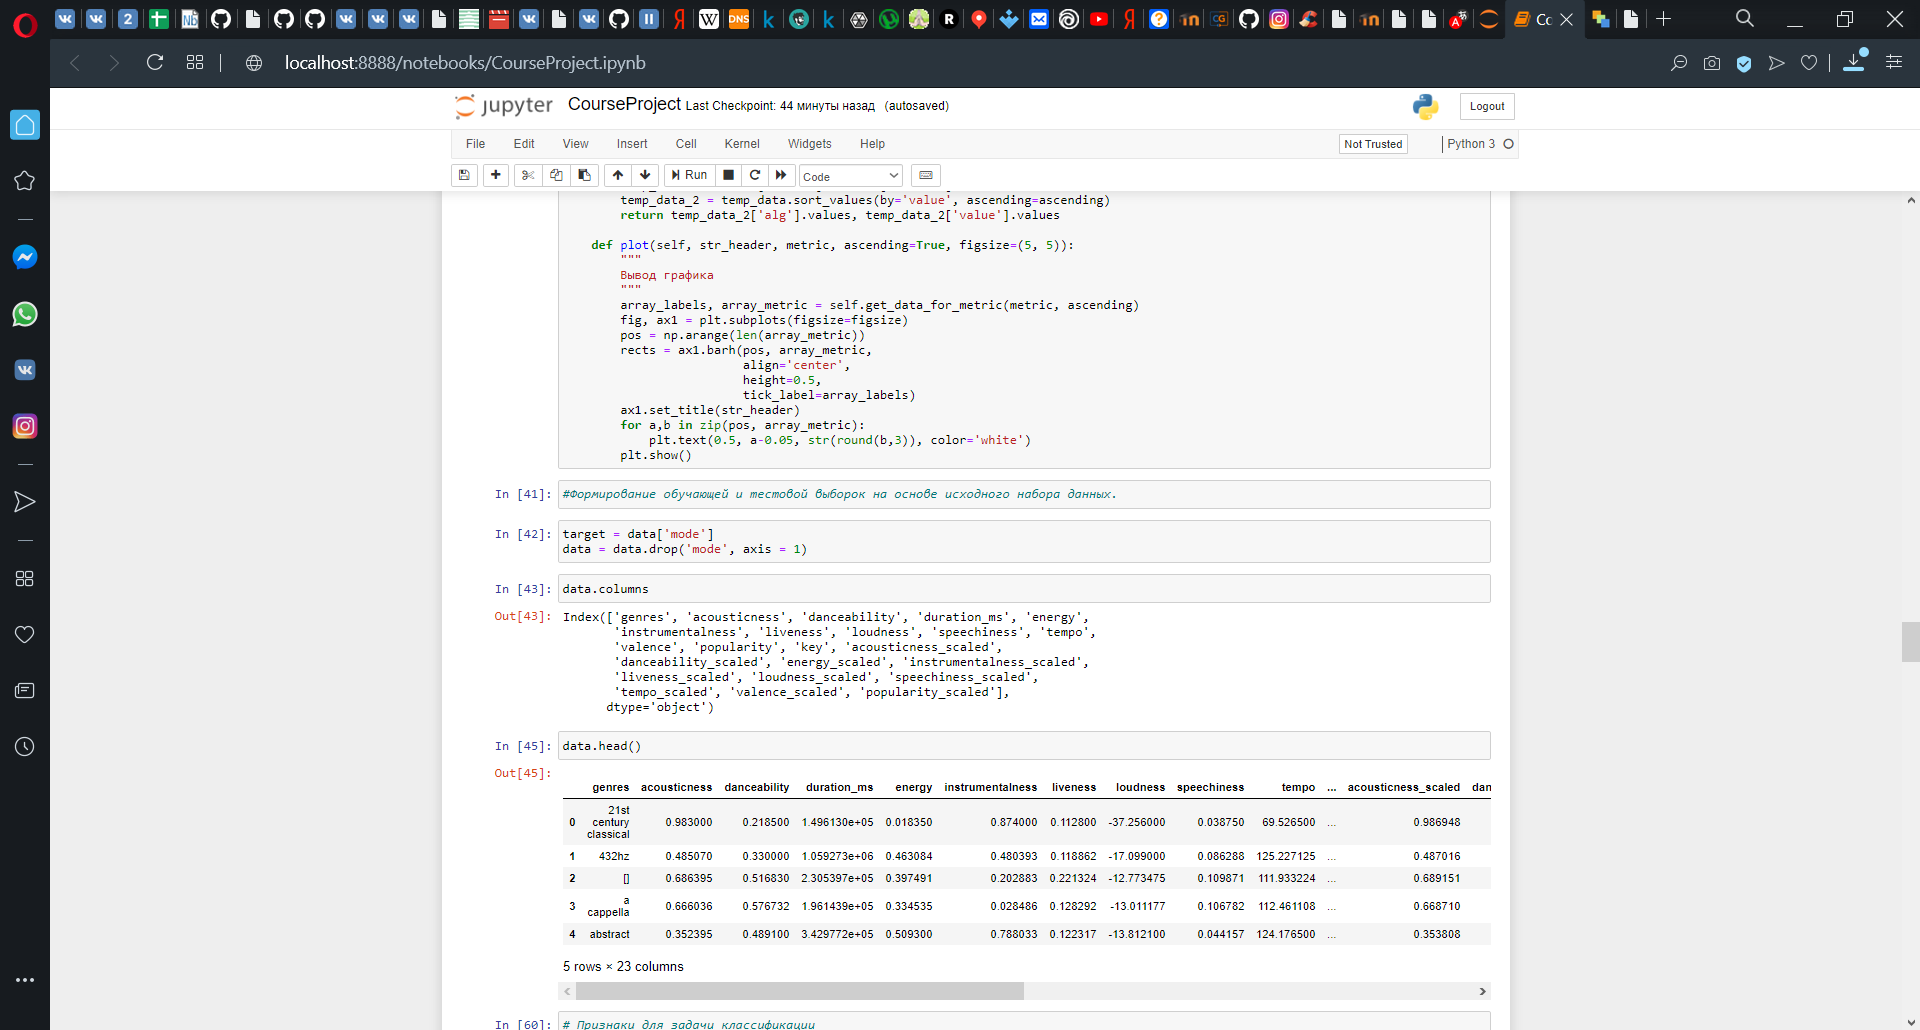 Co
localhost:8888/notebooks/CourseProject.ipynb
jupyter CourseProject Last Checkpoint: 44 минуты назад (autosaved)
Logout
File Edit View Insert Cell Kernel Widgets Help
Not Trusted
Python 3
Run
Code
temp_data_2 = temp_data.sort_values(by='value', ascending=ascending)
return temp_data_2['alg'].values, temp_data_2['value'].values
def plot(self, str_header, metric, ascending=True, figsize=(5, 5)):
"""
Вывод графика
"""
array_labels, array_metric = self.get_data_for_metric(metric, ascending)
fig, ax1 = plt.subplots(figsize=figsize)
pos = np.arange(len(array_metric))
rects = ax1.barh(pos, array_metric,
align='center',
height=0.5,
tick_label=array_labels)
ax1.set_title(str_header)
for a,b in zip(pos, array_metric):
plt.text(0.5, a-0.05, str(round(b,3)), color='white')
plt.show()
In [41]: #Формирование обучающей и тестовой выборок на основе исходного набора данных.
In [42]: target = data['mode']
data = data.drop('mode', axis = 1)
In [43]: data.columns
Out[43]: Index(['genres', 'acousticness', 'danceability', 'duration_ms', 'energy',
'instrumentalness', 'liveness', 'loudness', 'speechiness', 'tempo',
'valence', 'popularity', 'key', 'acousticness_scaled',
'danceability_scaled', 'energy_scaled', 'instrumentalness_scaled',
'liveness_scaled', 'loudness_scaled', 'speechiness_scaled',
'tempo_scaled', 'valence_scaled', 'popularity_scaled'],
dtype='object')
In [45]: data.head()
Out[45]:
genres acousticness danceability duration_ms energy instrumentalness liveness loudness speechiness tempo ... acousticness_scaled dan
0 21st century classical 0.983000 0.218500 1.496130e+05 0.018350 0.874000 0.112800 -37.256000 0.038750 69.526500 ... 0.986948
1 432hz 0.485070 0.330000 1.059273e+06 0.463084 0.480393 0.118862 -17.099000 0.086288 125.227125 ... 0.487016
2 [] 0.686395 0.516830 2.305397e+05 0.397491 0.202883 0.221324 -12.773475 0.109871 111.933224 ... 0.689151
3 a cappella 0.666036 0.576732 1.961439e+05 0.334535 0.028486 0.128292 -13.011177 0.106782 112.461108 ... 0.668710
4 abstract 0.352395 0.489100 3.429772e+05 0.509300 0.788033 0.122317 -13.812100 0.044157 124.176500 ... 0.353808
5 rows × 23 columns
In [60]: # Признаки для задачи классификации